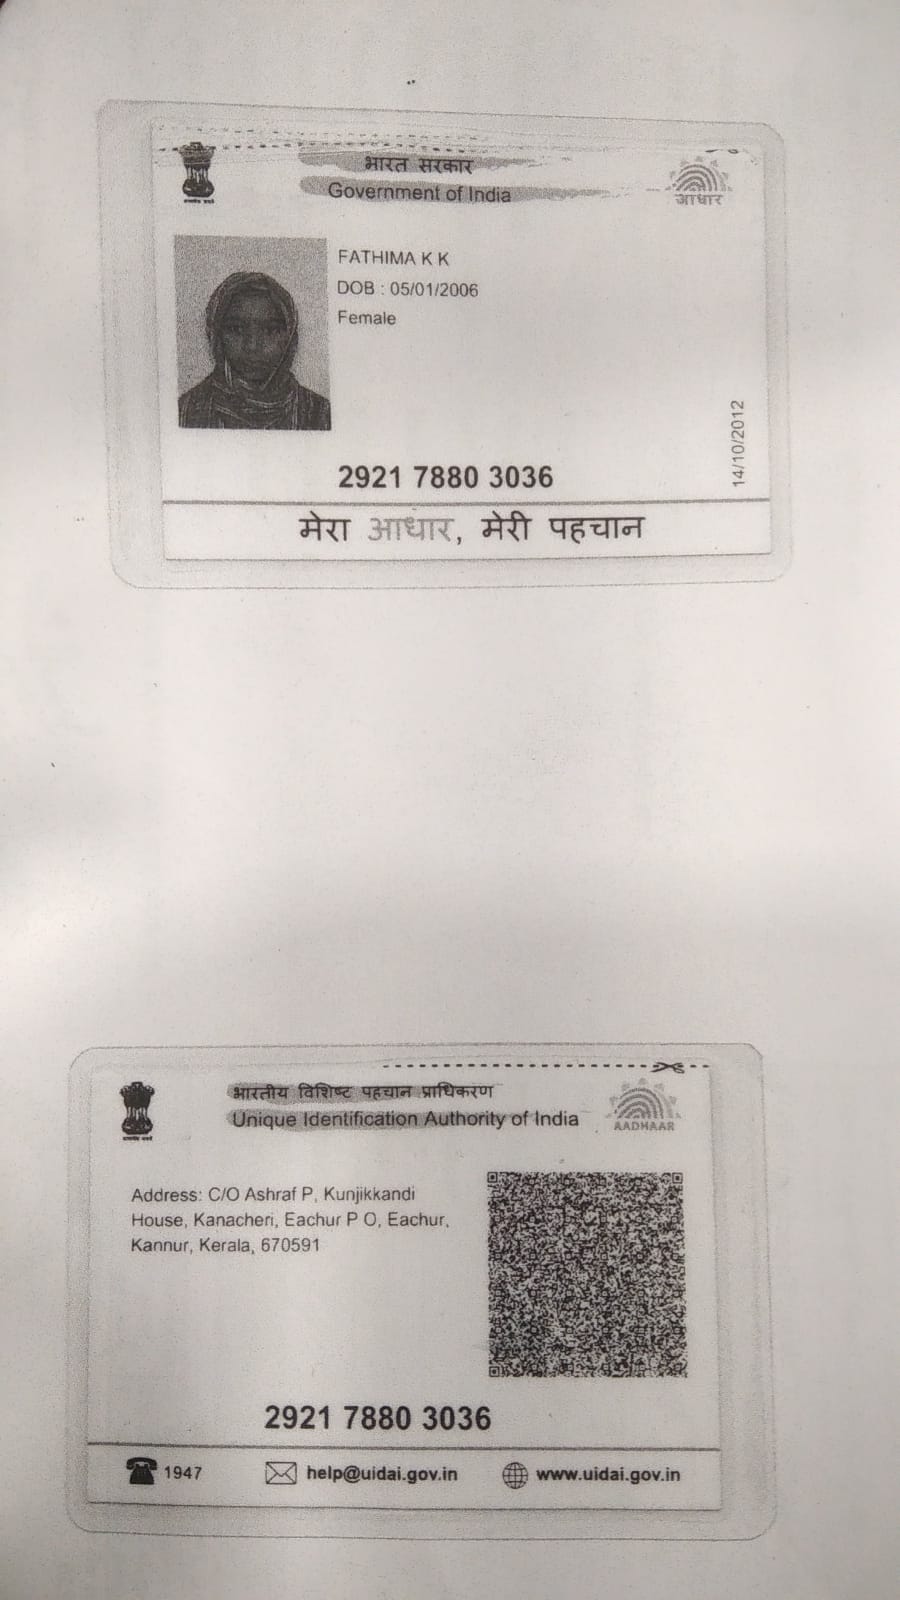 भारत सरकार
Government of India
आधार
FATHIMA K K
DOB : 05/01/2006
Female
14/10/2012
2921 7880 3036
मेरा आधार, मेरी पहचान
भारतीय विशिष्ट पहचान प्राधिकरण
Unique Identification Authority of India
AADHAAR
Address: C/O Ashraf P, Kunjikkandi
House, Kanacheri, Eachur P O, Eachur,
Kannur, Kerala, 670591
2921 7880 3036
1947
help@uidai.gov.in
www.uidai.gov.in